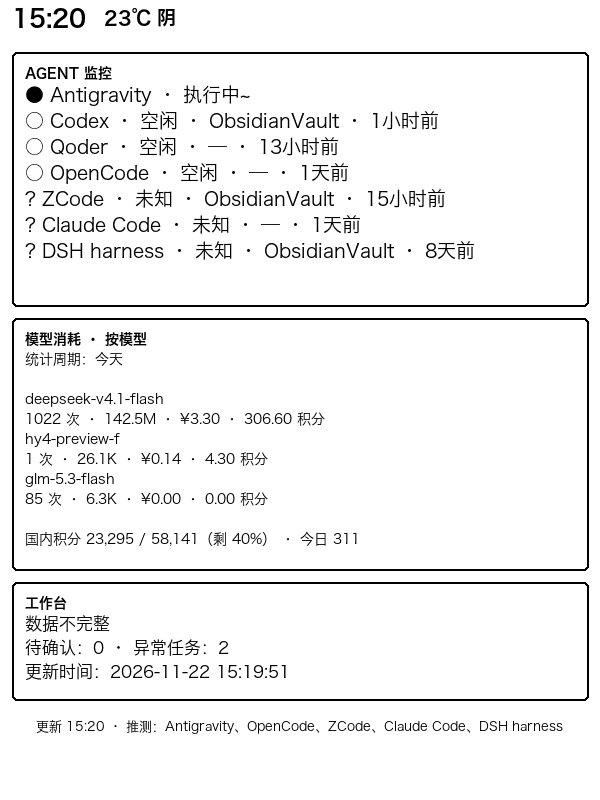 15:20 23℃ 阴
AGENT 监控
● Antigravity · 执行中~
○ Codex · 空闲 · ObsidianVault · 1小时前
○ Qoder · 空闲 · — · 13小时前
○ OpenCode · 空闲 · — · 1天前
? ZCode · 未知 · ObsidianVault · 15小时前
? Claude Code · 未知 · — · 1天前
? DSH harness · 未知 · ObsidianVault · 8天前
模型消耗 · 按模型
统计周期：今天
deepseek-v4.1-flash
1022 次 · 142.5M · ¥3.30 · 306.60 积分
hy4-preview-f
1 次 · 26.1K · ¥0.14 · 4.30 积分
glm-5.3-flash
85 次 · 6.3K · ¥0.00 · 0.00 积分
国内积分 23,295 / 58,141（剩 40%） · 今日 311
工作台
数据不完整
待确认：0 · 异常任务：2
更新时间：2026-11-22 15:19:51
更新 15:20 · 推测：Antigravity、OpenCode、ZCode、Claude Code、DSH harness